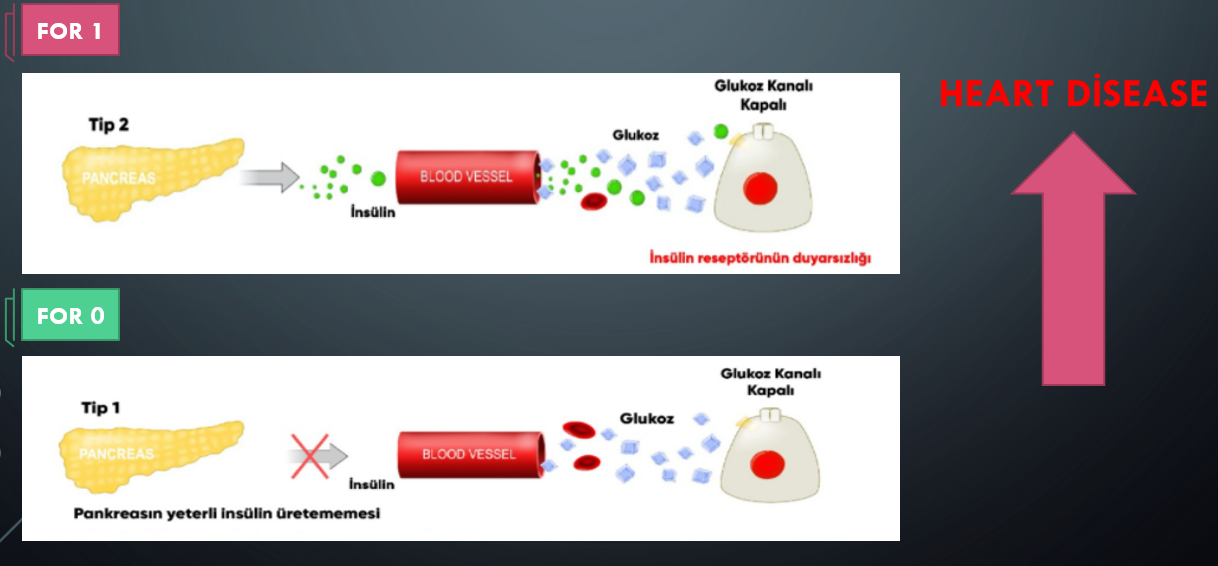 FOR 1
HEART DİSEASE
Glukoz Kanalı
Kapalı
Tip 2
Glukoz
PANCREAS
BLOOD VESSEL
İnsülin
İnsülin reseptörünün duyarsızlığı
FOR 0
Glukoz Kanalı
Kapalı
Tip 1
Glukoz
PANCREAS
BLOOD VESSEL
İnsülin
Pankreasın yeterli insülin üretememesi